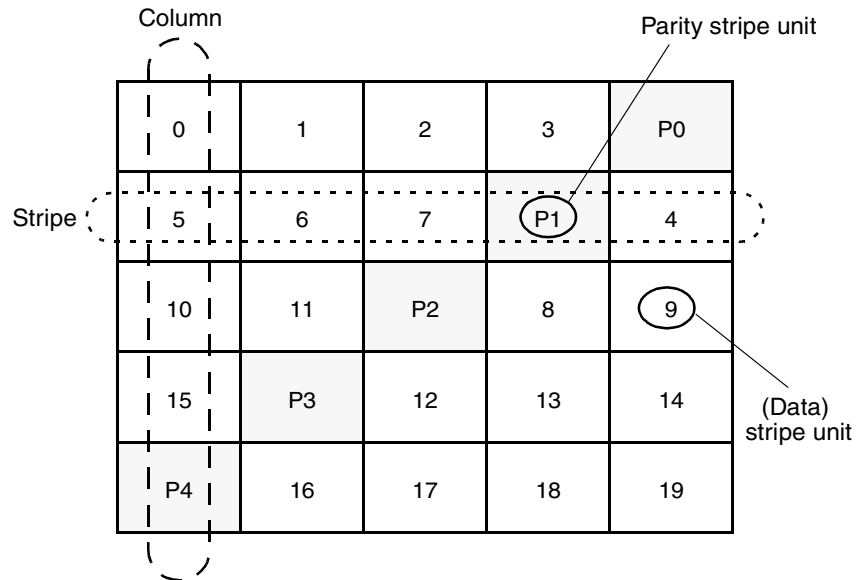 Column
Parity stripe unit
0 1 2 3 P0
Stripe 5 6 7 P1 4
10 11 P2 8 9
15 P3 12 13 14
(Data)
stripe unit
P4 16 17 18 19